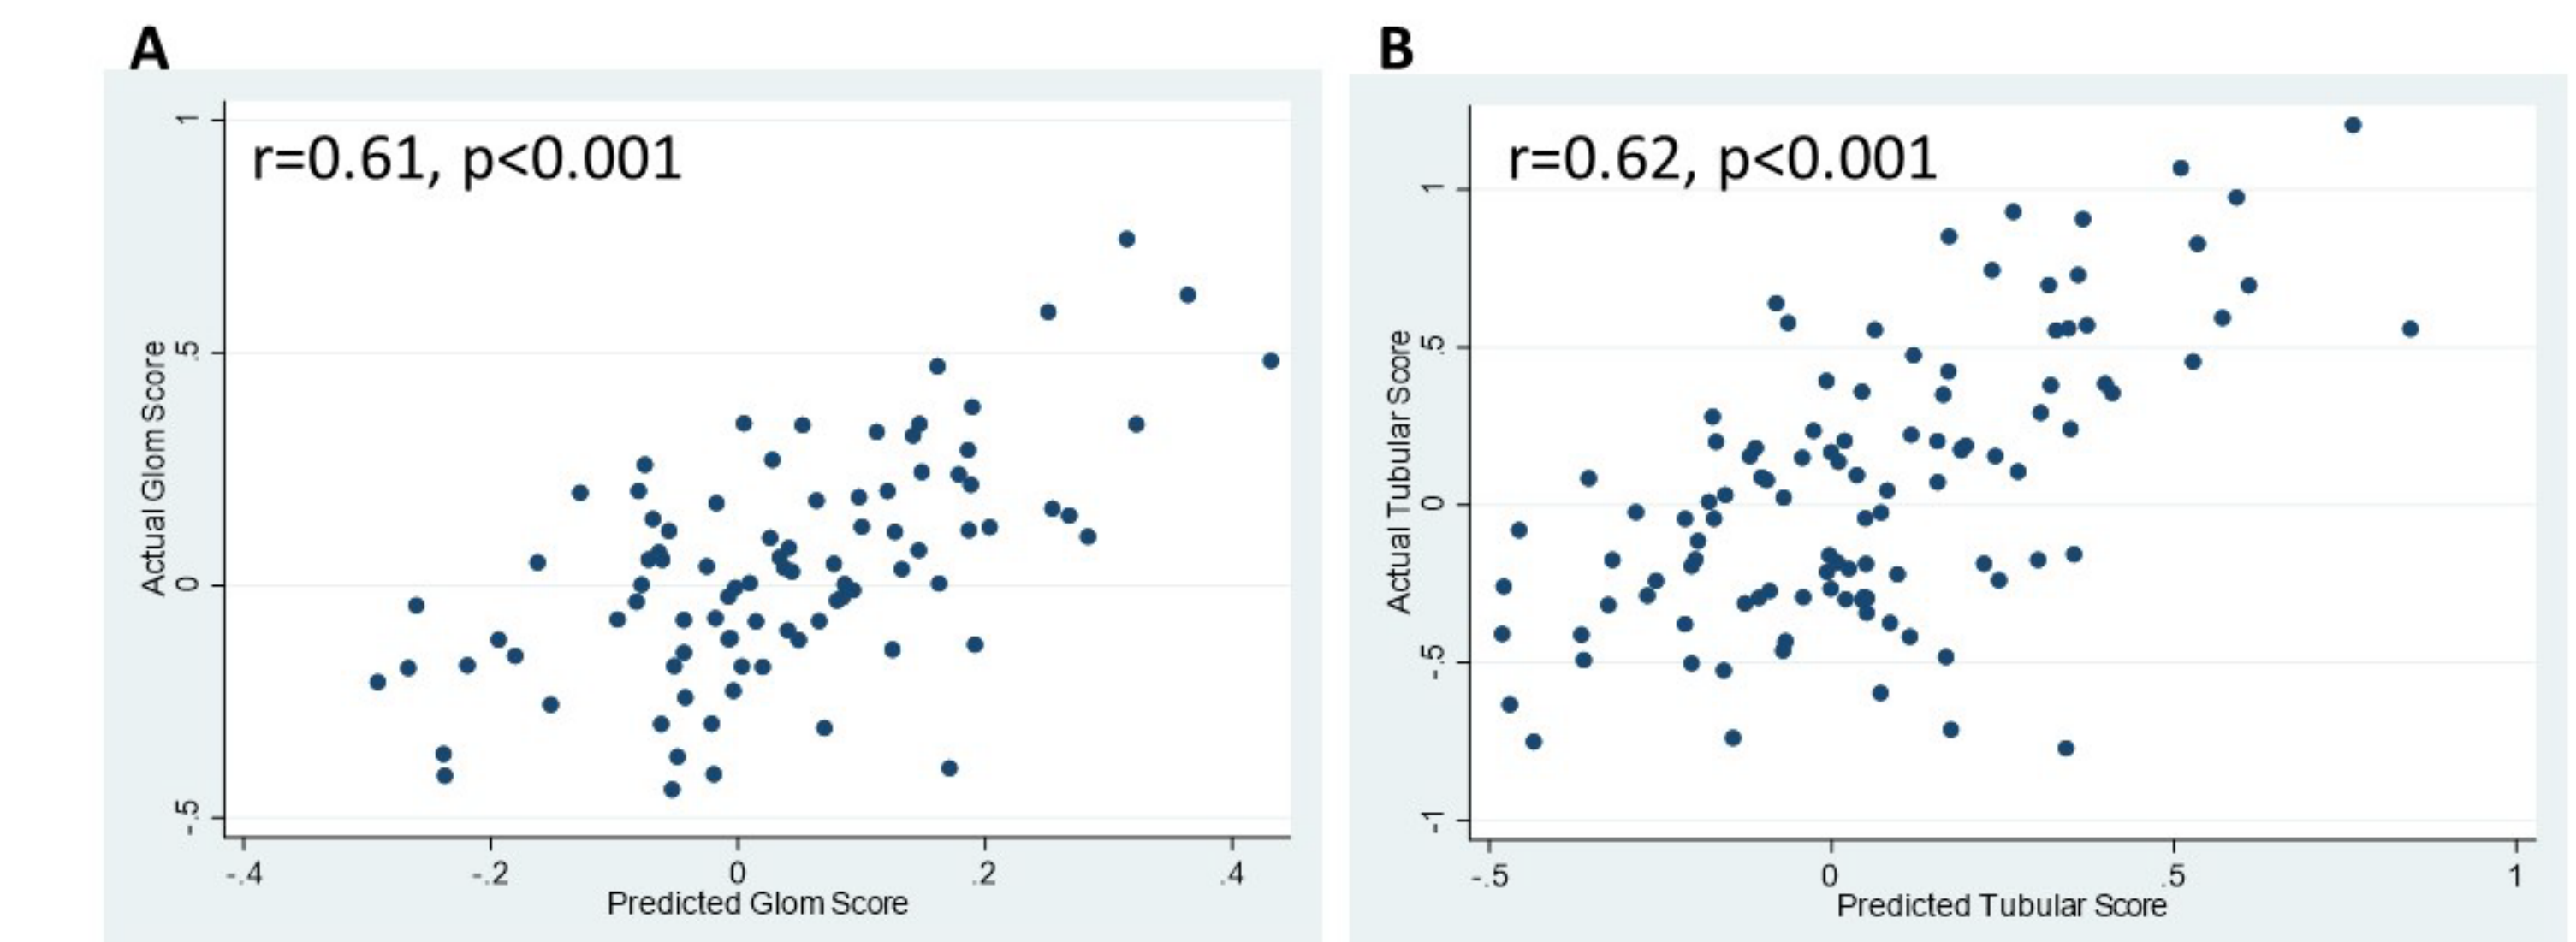 A
r=0.61, p<0.001
Actual Glom Score
1
.5
0
-.5
-.4
-.2
0
.2
.4
Predicted Glom Score
B
r=0.62, p<0.001
Actual Tubular Score
1
.5
0
-.5
-1
-.5
0
.5
1
Predicted Tubular Score